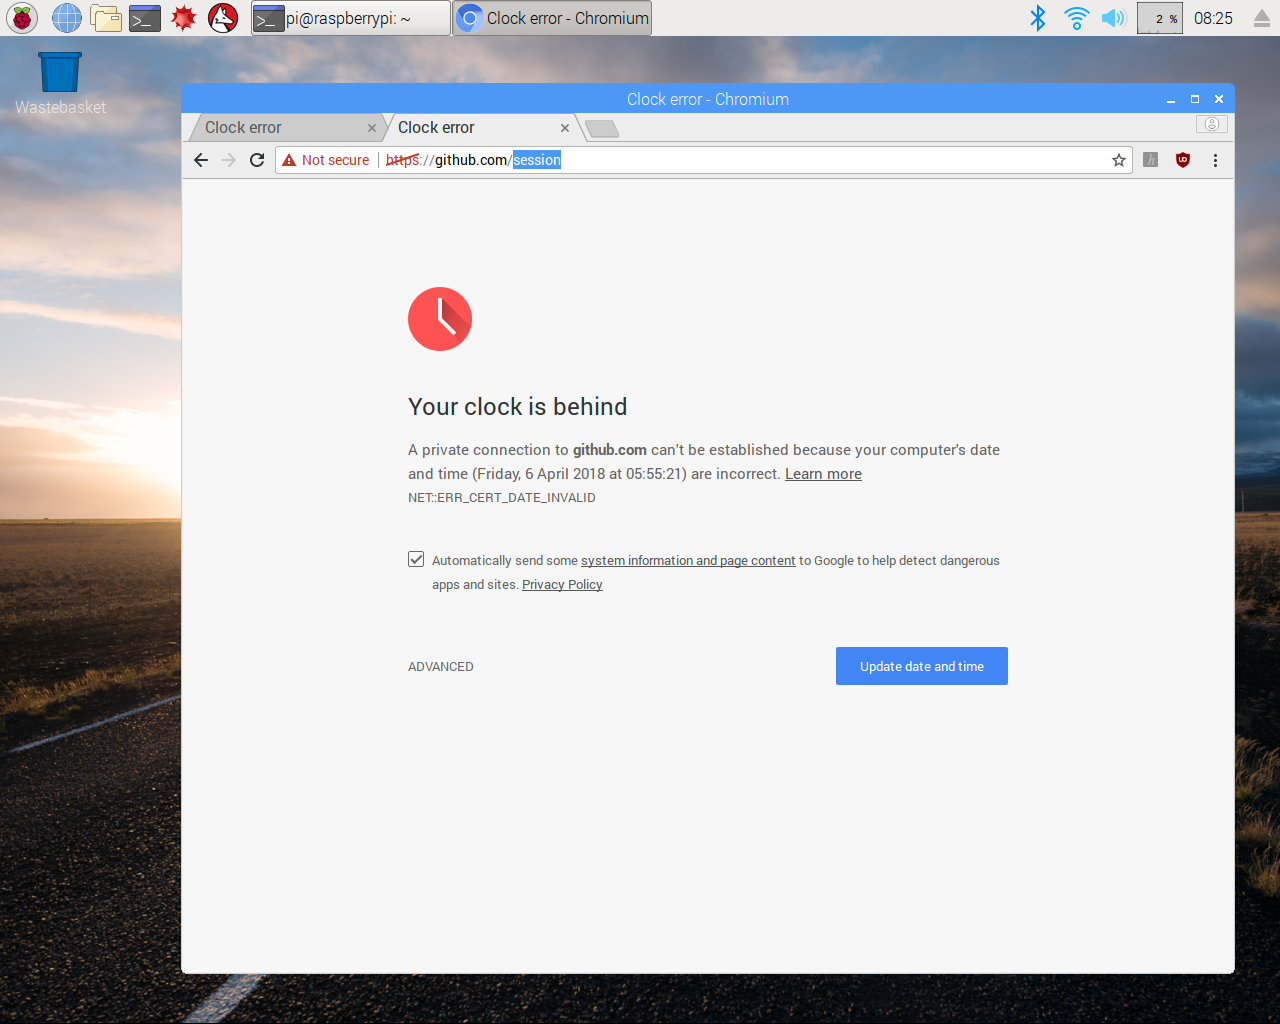 pi@raspberrypi: ~
Clock error - Chromium
2 %
08:25
Wastebasket
Clock error - Chromium
Clock error
Clock error
Not secure
https://github.com/session
Your clock is behind
A private connection to github.com can't be established because your computer's date
and time (Friday, 6 April 2018 at 05:55:21) are incorrect. Learn more
NET::ERR_CERT_DATE_INVALID
Automatically send some system information and page content to Google to help detect dangerous
apps and sites. Privacy Policy
ADVANCED
Update date and time